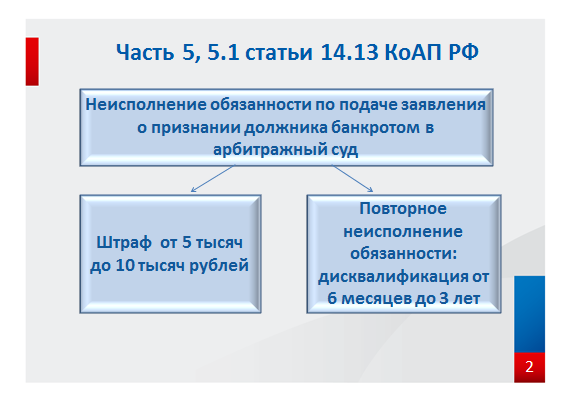 Часть 5, 5.1 статьи 14.13 КоАП РФ
Неисполнение обязанности по подаче заявления
о признании должника банкротом в
арбитражный суд
Штраф от 5 тысяч
до 10 тысяч рублей
Повторное
неисполнение
обязанности:
дисквалификация от
6 месяцев до 3 лет
2